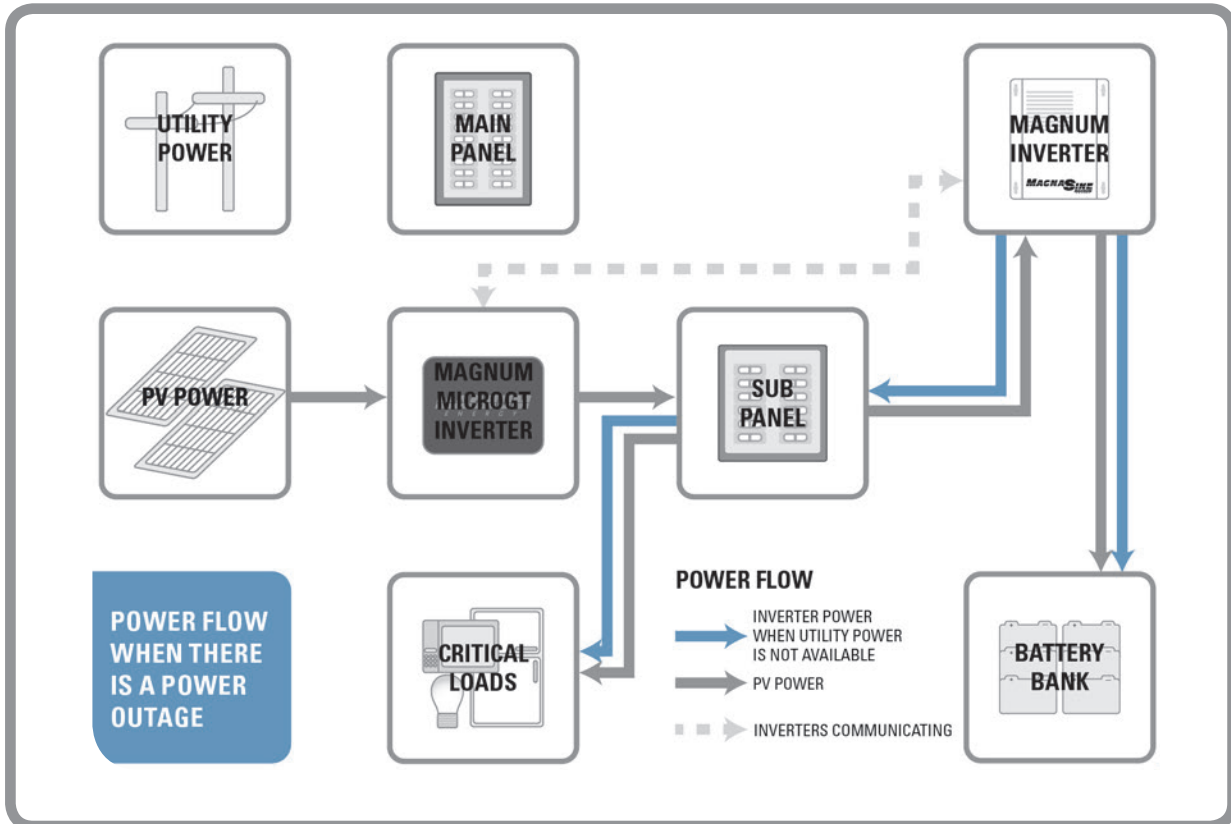 UTILITY
POWER
MAIN
PANEL
MAGNUM
INVERTER
MAGNASINE
PV POWER
MAGNUM
MICROGT
INVERTER
SUB
PANEL
POWER FLOW
WHEN THERE
IS A POWER
OUTAGE
CRITICAL
LOADS
POWER FLOW
INVERTER POWER
WHEN UTILITY POWER
IS NOT AVAILABLE
PV POWER
INVERTERS COMMUNICATING
BATTERY
BANK